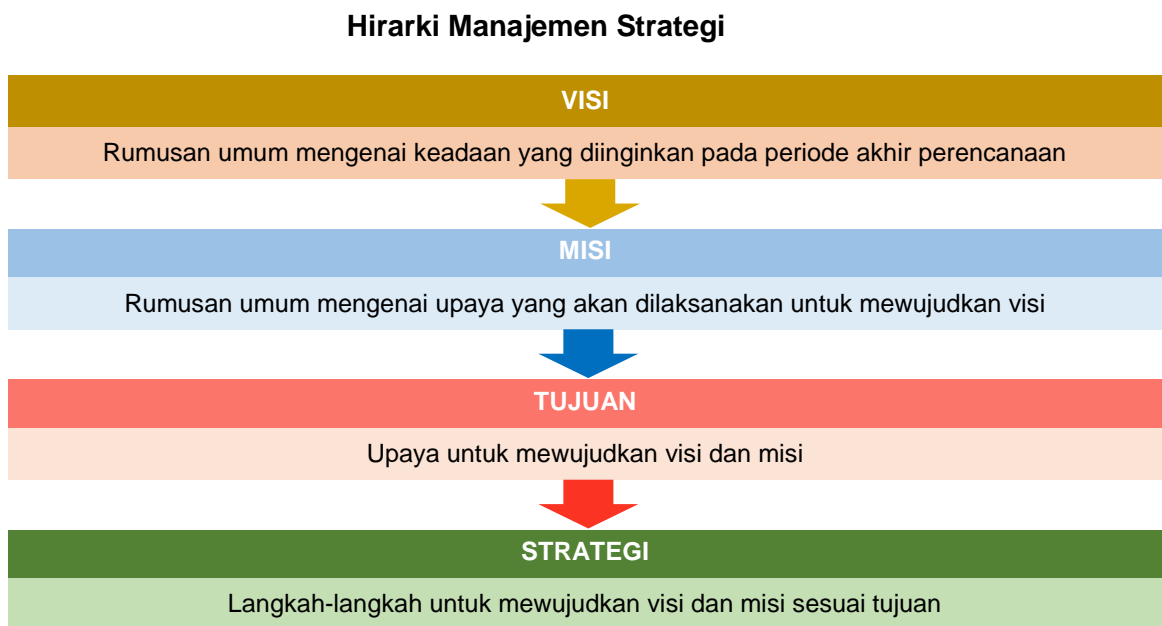 Hirarki Manajemen Strategi
VISI
Rumusan umum mengenai keadaan yang diinginkan pada periode akhir perencanaan
MISI
Rumusan umum mengenai upaya yang akan dilaksanakan untuk mewujudkan visi
TUJUAN
Upaya untuk mewujudkan visi dan misi
STRATEGI
Langkah-langkah untuk mewujudkan visi dan misi sesuai tujuan